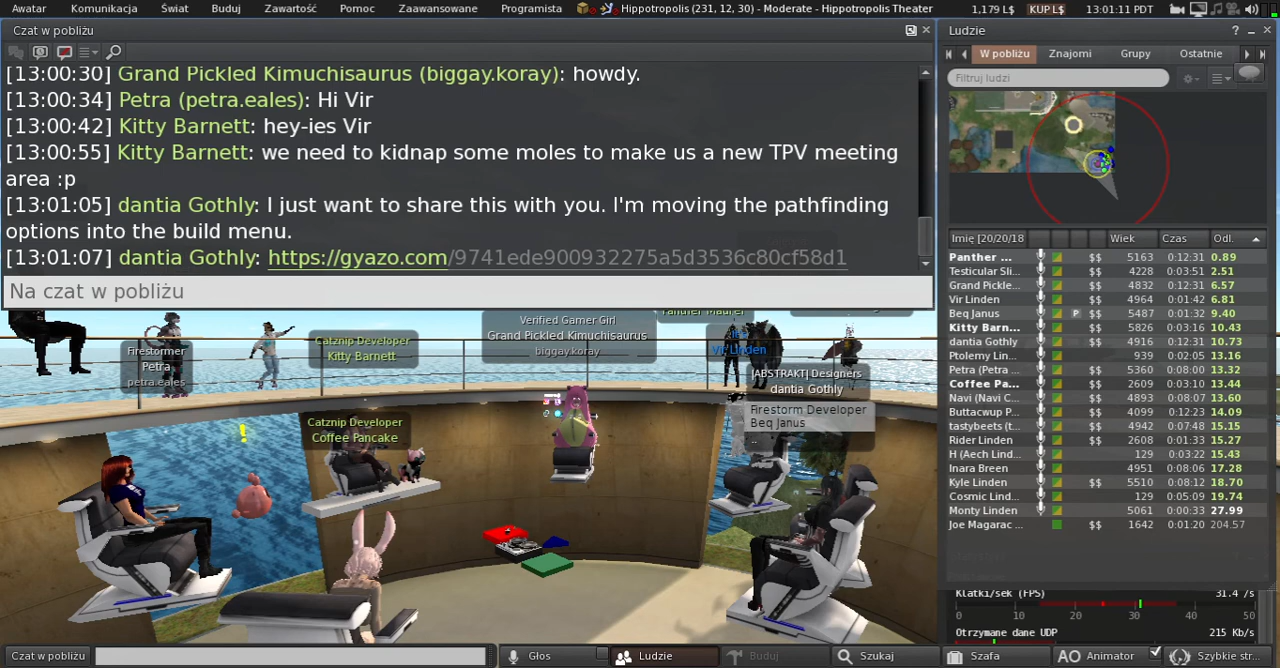 Awatar Komunikacja Świat Buduj Zawartość Pomoc Zaawansowane Programista Hippotropolis (231, 12, 30) - Moderate - Hippotropolis Theater 1,179 L$ KUP L$ 13:01:11 PDT
Czat w pobliżu
[13:00:30] Grand Pickled Kimuchisaurus (biggay.koray): howdy.
[13:00:34] Petra (petra.eales): Hi Vir
[13:00:42] Kitty Barnett: hey-ies Vir
[13:00:55] Kitty Barnett: we need to kidnap some moles to make us a new TPV meeting
area :p
[13:01:05] dantia Gothly: I just want to share this with you. I'm moving the pathfinding
options into the build menu.
[13:01:07] dantia Gothly: https://gyazo.com/9741ede900932275a5d3536c80cf58d1
Na czat w pobliżu
Firestormer
Petra
petra.eales
Catznip Developer
Kitty Barnett
Verified Gamer Girl
Grand Pickled Kimuchisaurus
biggay.koray
Panther Maurer
Vir Linden
|ABSTRAKT| Designers
dantia Gothly
Firestorm Developer
Beq Janus
Catznip Developer
Coffee Pancake
Ludzie
W pobliżu Znajomi Grupy Ostatnie
Filtruj ludzi
Imię [20/20/18 Wiek Czas Odl.
Panther ... $$ 5163 0:12:31 0.89
Testicular Sli... $$ 4228 0:03:51 2.51
Grand Pickle... $$ 4832 0:12:31 6.57
Vir Linden $$ 4964 0:01:42 6.81
Beq Janus P $$ 5487 0:01:32 9.40
Kitty Barn... $$ 5826 0:03:16 10.43
dantia Gothly $$ 4916 0:12:31 10.73
Ptolemy Lin... 939 0:02:05 13.16
Petra (Petra ... $$ 5360 0:08:00 13.32
Coffee Pa... $$ 2609 0:03:10 13.44
Navi (Navi C... $$ 4893 0:08:07 13.60
Buttacwup P... $$ 4099 0:12:23 14.09
tastybeets (t... $$ 4942 0:07:48 15.15
Rider Linden $$ 2608 0:01:33 15.27
H (Aech Lind... 129 0:03:22 15.43
Inara Breen 4951 0:08:06 17.28
Kyle Linden $$ 5510 0:08:12 18.70
Cosmic Lind... 129 0:05:09 19.74
Monty Linden 5061 0:00:33 27.99
Joe Magarac ... $$ 1642 0:01:20 204.57
Klatki/sek (FPS) 31.4 /s
0 10 20 30 40 50
Otrzymane dane UDP 215 Kb/s
Czat w pobliżu Głos Ludzie Buduj Szukaj Szafa AO Animator Szybkie str...